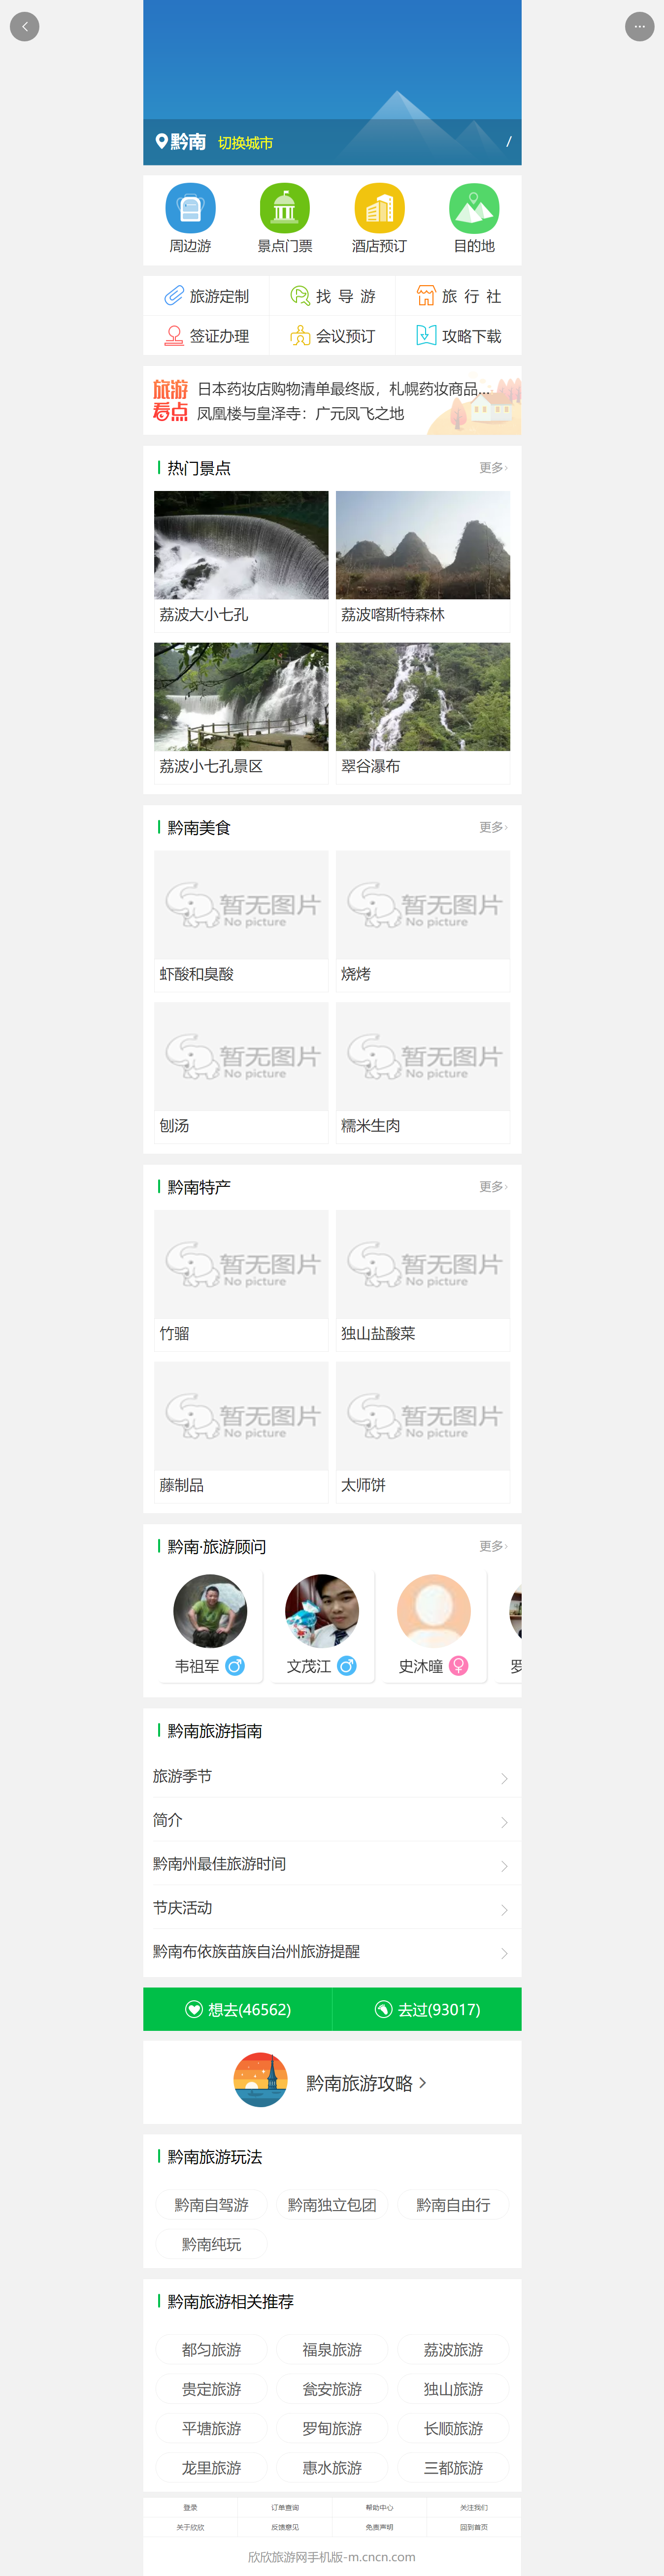 黔南 切换城市 /
周边游 景点门票 酒店预订 目的地
旅游定制 找导游 旅行社
签证办理 会议预订 攻略下载
旅游看点
日本药妆店购物清单最终版，札幌药妆商品...
凤凰楼与皇泽寺：广元凤飞之地
热门景点 更多
荔波大小七孔 荔波喀斯特森林
荔波小七孔景区 翠谷瀑布
黔南美食 更多
暂无图片 暂无图片
No picture No picture
虾酸和臭酸 烧烤
暂无图片 暂无图片
No picture No picture
刨汤 糯米生肉
黔南特产 更多
暂无图片 暂无图片
No picture No picture
竹骝 独山盐酸菜
暂无图片 暂无图片
No picture No picture
藤制品 太师饼
黔南·旅游顾问 更多
韦祖军 文茂江 史沐曈 罗
黔南旅游指南
旅游季节
简介
黔南州最佳旅游时间
节庆活动
黔南布依族苗族自治州旅游提醒
想去(46562) 去过(93017)
黔南旅游攻略
黔南旅游玩法
黔南自驾游 黔南独立包团 黔南自由行
黔南纯玩
黔南旅游相关推荐
都匀旅游 福泉旅游 荔波旅游
贵定旅游 瓮安旅游 独山旅游
平塘旅游 罗甸旅游 长顺旅游
龙里旅游 惠水旅游 三都旅游
登录 订单查询 帮助中心 关注我们
关于欣欣 反馈意见 免责声明 回到首页
欣欣旅游网手机版-m.cncn.com